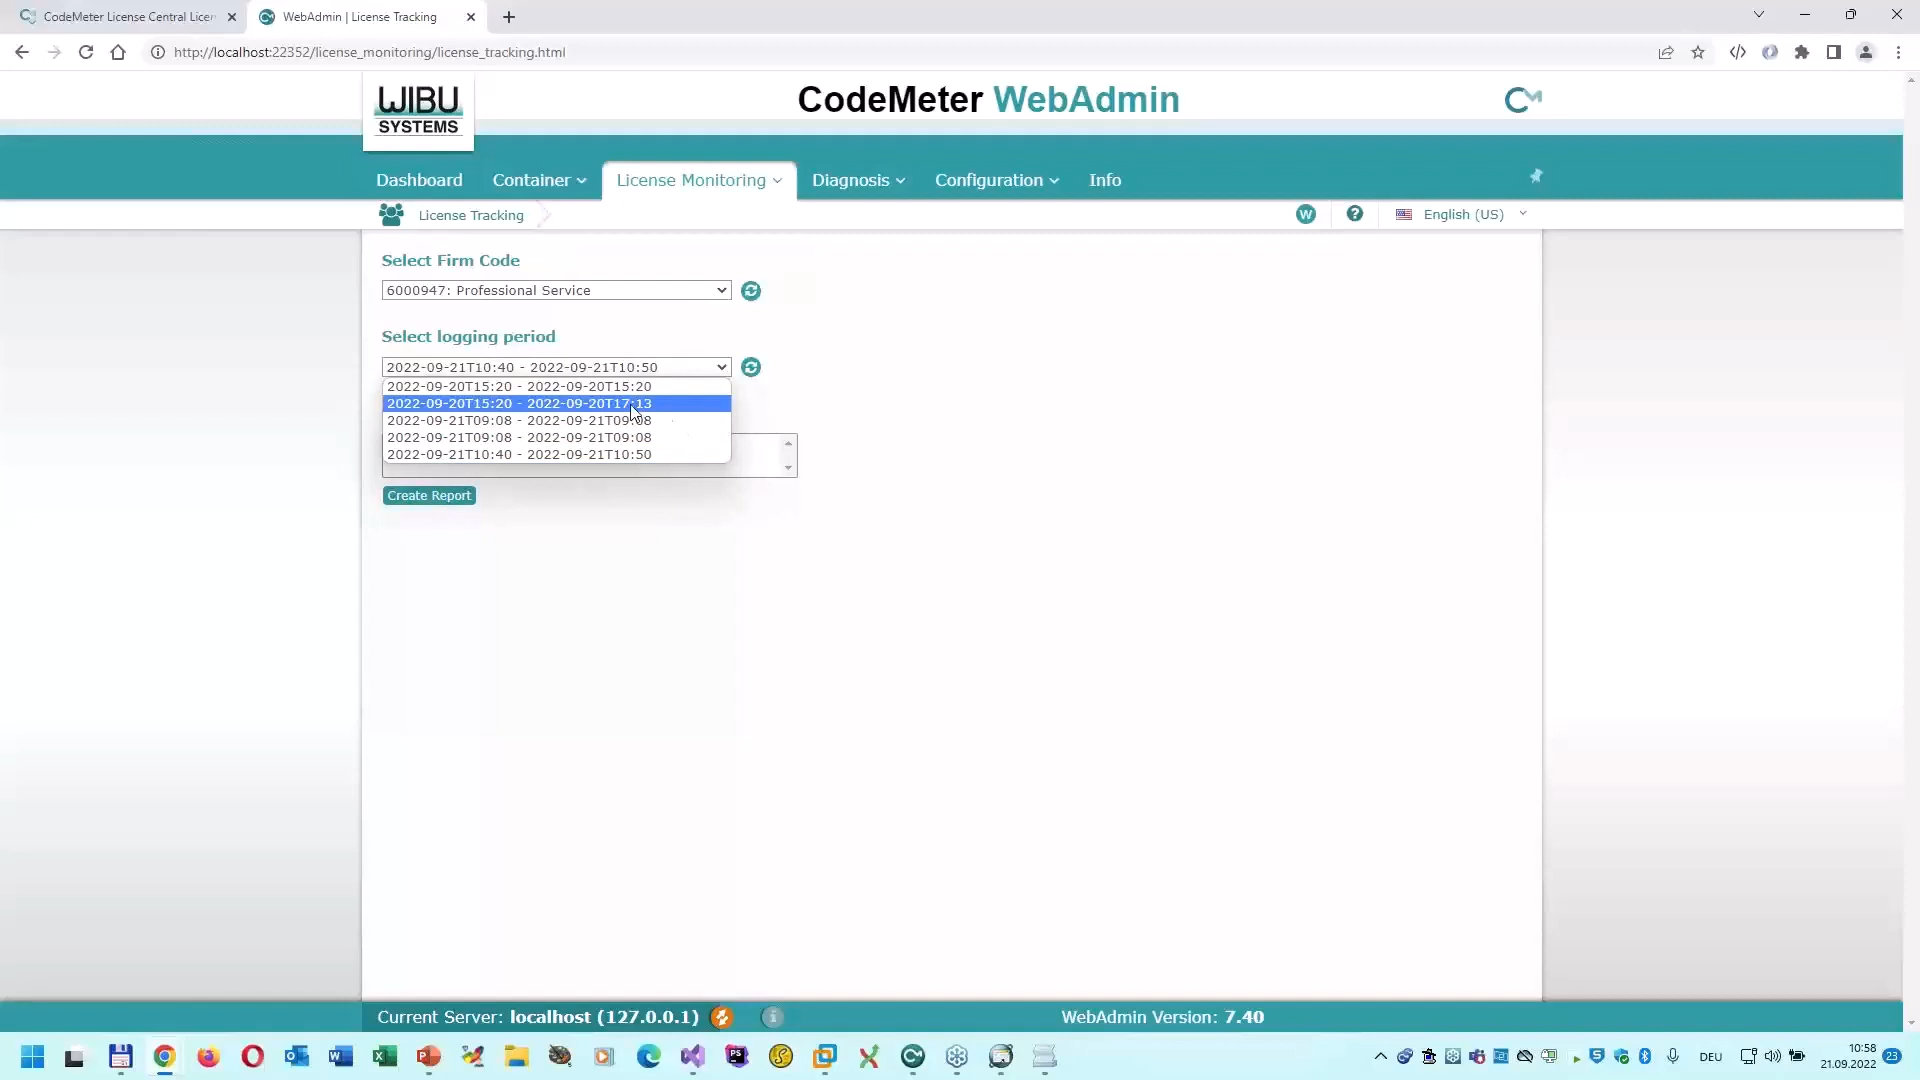 CodeMeter License Central Licen
WebAdmin | License Tracking
http://localhost:22352/license_monitoring/license_tracking.html
WIBU
SYSTEMS
CodeMeter WebAdmin
Dashboard
Container
License Monitoring
Diagnosis
Configuration
Info
License Tracking
W
?
English (US)
Select Firm Code
6000947: Professional Service
Select logging period
2022-09-21T10:40 - 2022-09-21T10:50
2022-09-20T15:20 - 2022-09-20T15:20
2022-09-20T15:20 - 2022-09-20T17:13
2022-09-21T09:08 - 2022-09-21T09:08
2022-09-21T09:08 - 2022-09-21T09:08
2022-09-21T10:40 - 2022-09-21T10:50
Create Report
Current Server: localhost (127.0.0.1)
WebAdmin Version: 7.40
DEU
10:58
21.09.2022
23